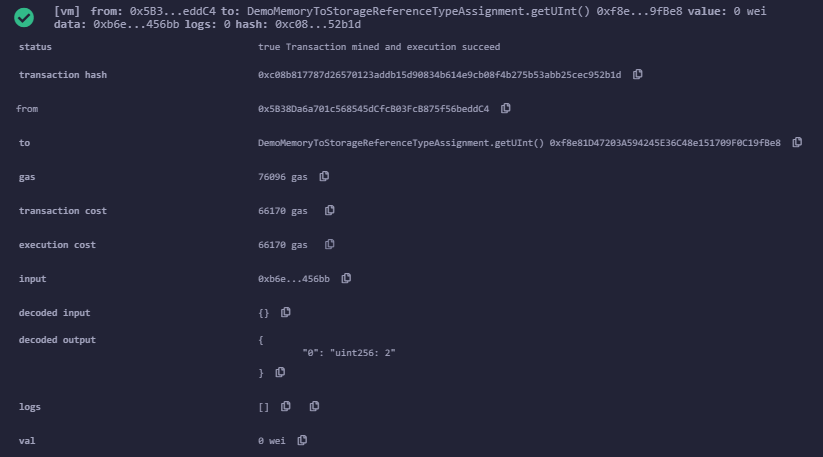 [vm] from: 0x5B3...eddC4 to: DemoMemoryToStorageReferenceTypeAssignment.getUInt() 0xf8e...9fBe8 value: 0 wei
data: 0xb6e...456bb logs: 0 hash: 0xc08...52b1d
status true Transaction mined and execution succeed
transaction hash 0xc08b817787d26570123addb15d90834b614e9cb08f4b275b53abb25cec952b1d
from 0x5B38Da6a701c568545dCfcB03FcB875f56beddC4
to DemoMemoryToStorageReferenceTypeAssignment.getUInt() 0xf8e81D47203A594245E36C48e151709F0C19fBe8
gas 76096 gas
transaction cost 66170 gas
execution cost 66170 gas
input 0xb6e...456bb
decoded input {}
decoded output {
"0": "uint256: 2"
}
logs []
val 0 wei